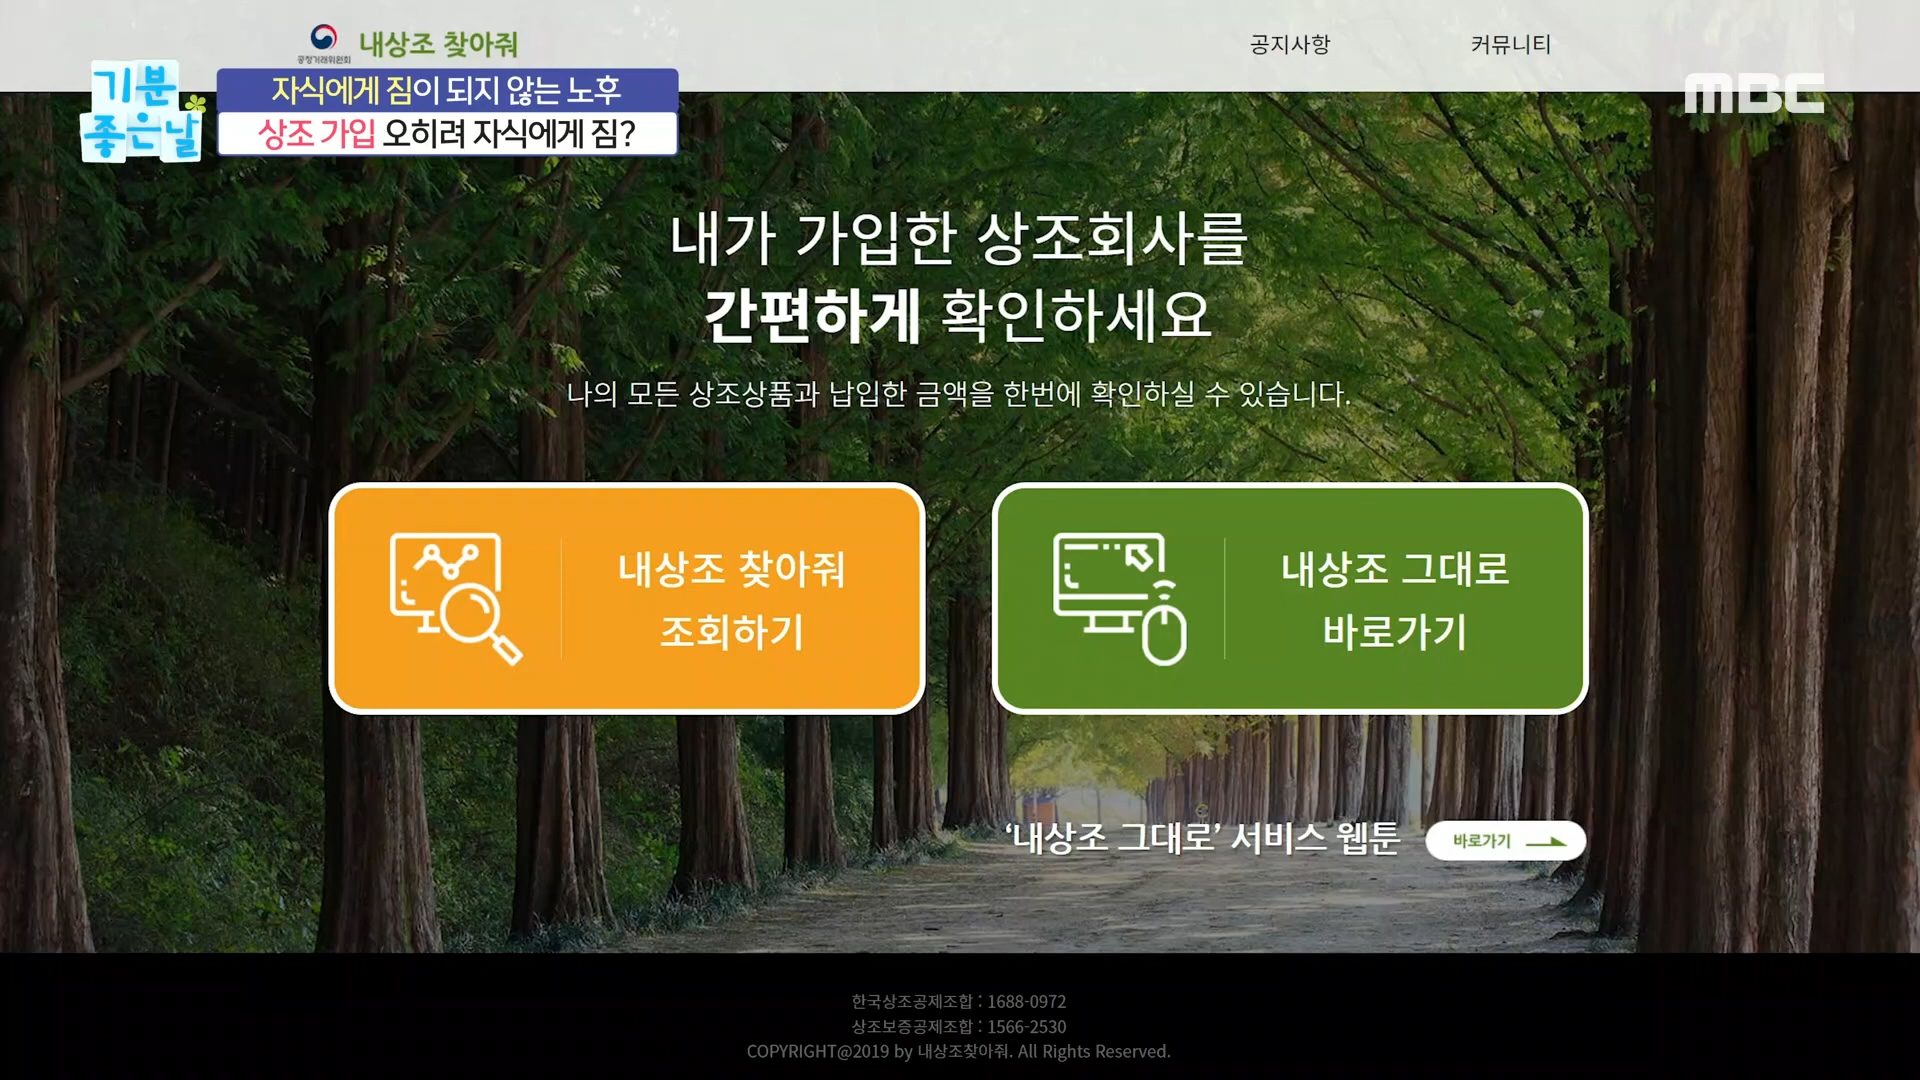 공정거래위원회
내상조 찾아줘
공지사항
커뮤니티
기분
좋은날
자식에게 짐이 되지 않는 노후
상조 가입 오히려 자식에게 짐?
MBC
내가 가입한 상조회사를
간편하게 확인하세요
나의 모든 상조상품과 납입한 금액을 한번에 확인하실 수 있습니다.
내상조 찾아줘
조회하기
내상조 그대로
바로가기
‘내상조 그대로’ 서비스 웹툰
바로가기
한국상조공제조합 : 1688-0972
상조보증공제조합 : 1566-2530
COPYRIGHT@2019 by 내상조찾아줘. All Rights Reserved.